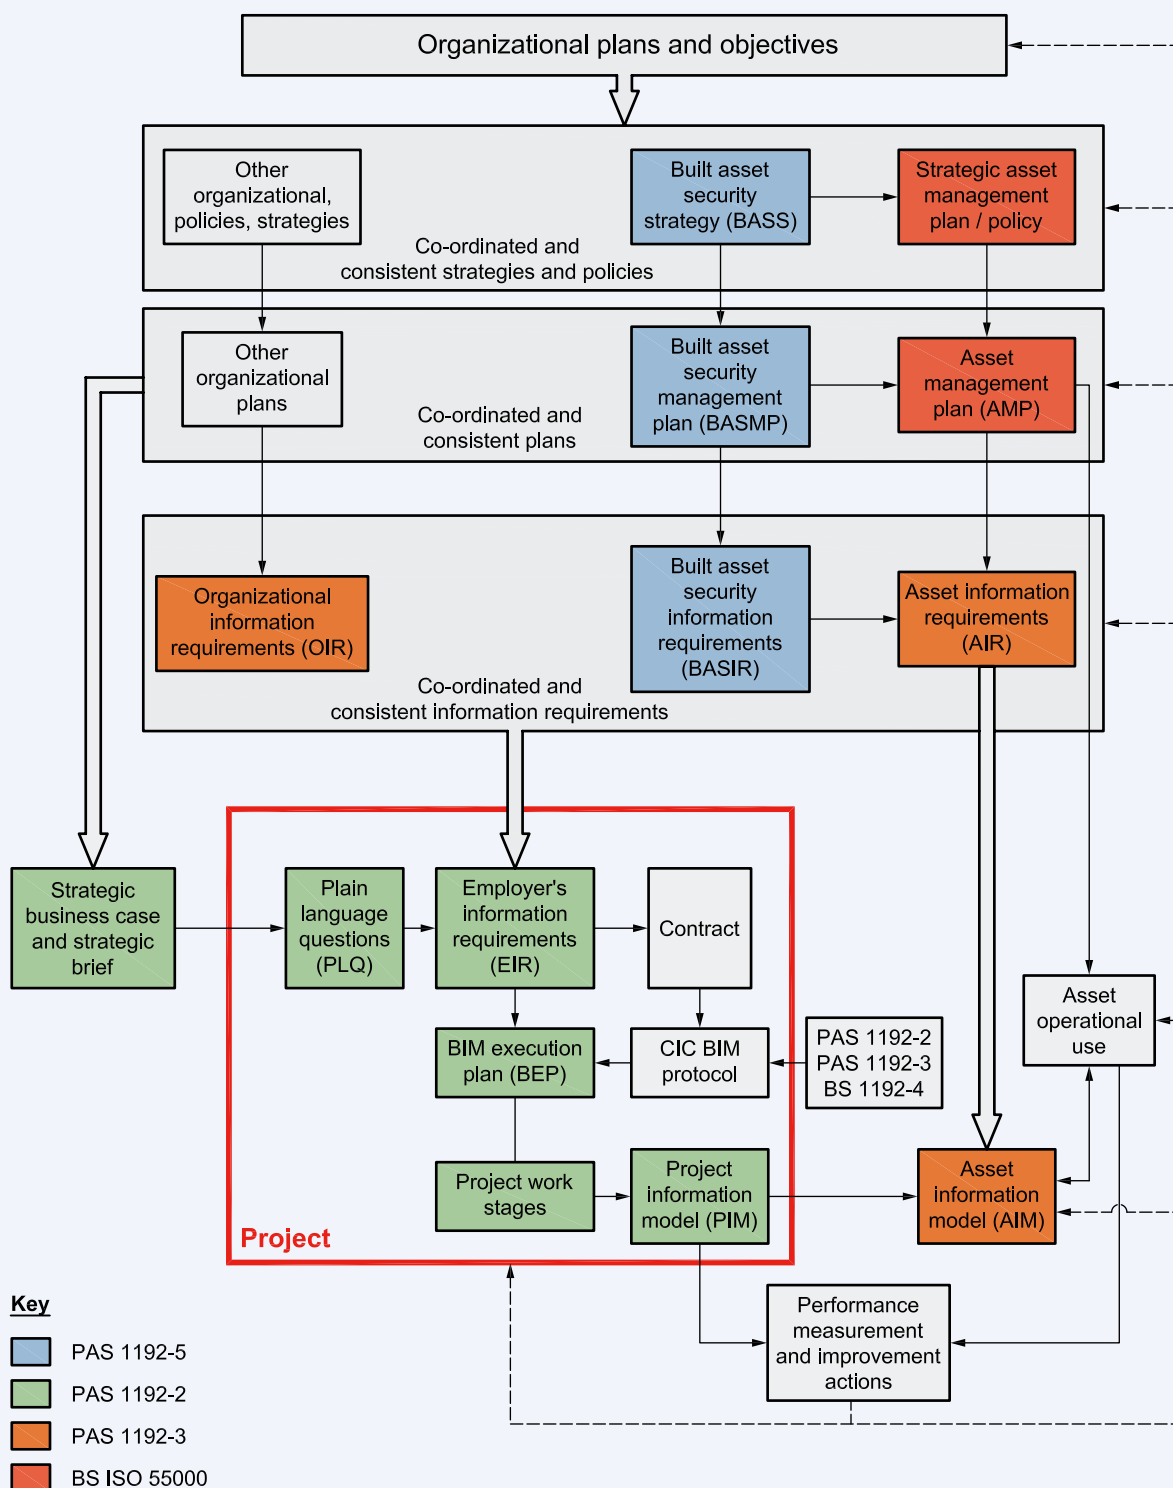 Organizational plans and objectives
Other
organizational,
policies, strategies
Built asset
security
strategy (BASS)
Strategic asset
management
plan / policy
Co-ordinated and
consistent strategies and policies
Other
organizational
plans
Built asset
security
management
plan (BASMP)
Asset
management
plan (AMP)
Co-ordinated and
consistent plans
Organizational
information
requirements (OIR)
Built asset
security
information
requirements
(BASIR)
Asset information
requirements
(AIR)
Co-ordinated and
consistent information requirements
Strategic
business case
and strategic
brief
Plain
language
questions
(PLQ)
Employer's
information
requirements
(EIR)
Contract
Asset
operational
use
BIM execution
plan (BEP)
CIC BIM
protocol
PAS 1192-2
PAS 1192-3
BS 1192-4
Project work
stages
Project
information
model (PIM)
Asset
information
model (AIM)
Project
Performance
measurement
and improvement
actions
Key
PAS 1192-5
PAS 1192-2
PAS 1192-3
BS ISO 55000